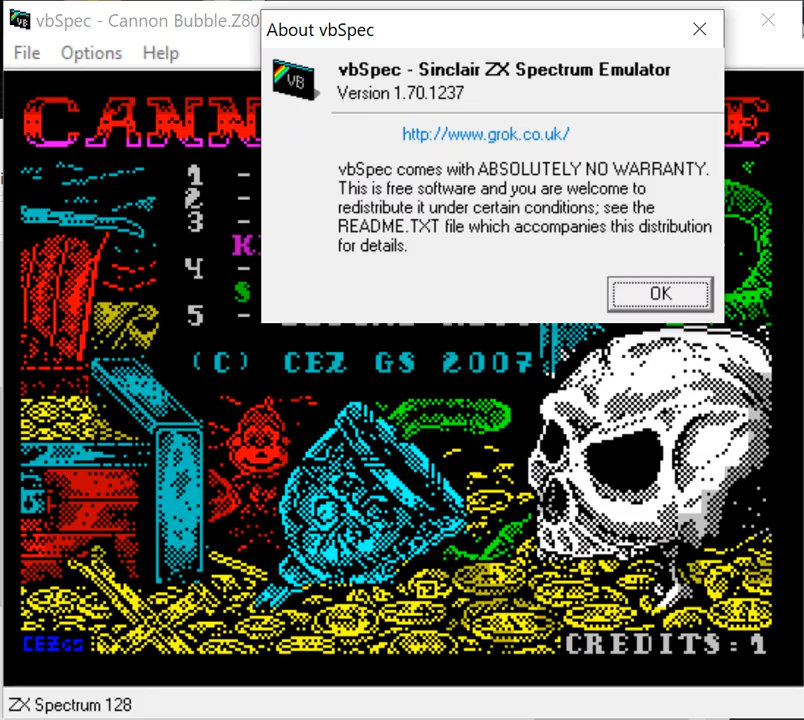 vbSpec - Cannon Bubble.Z80
File Options Help
About vbSpec
VB
vbSpec - Sinclair ZX Spectrum Emulator
Version 1.70.1237
http://www.grok.co.uk/
vbSpec comes with ABSOLUTELY NO WARRANTY.
This is free software and you are welcome to
redistribute it under certain conditions; see the
README.TXT file which accompanies this distribution
for details.
OK
CANN
E
1 -
2 -
3 -
K
4 -
S
5 -
(C) CEZ GS 2007
CEZGS
CREDITS:1
ZX Spectrum 128